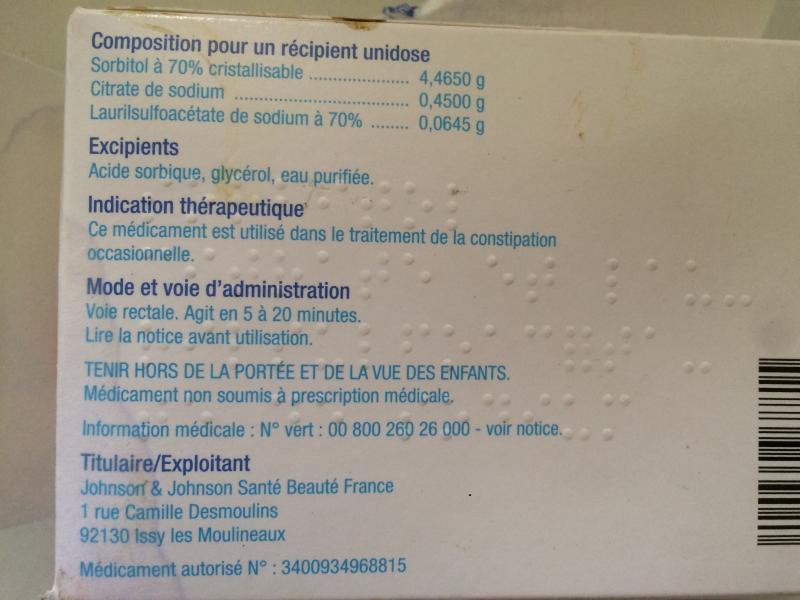 Composition pour un récipient unidose
Sorbitol à 70% cristallisable .................. 4,4650 g
Citrate de sodium ............................... 0,4500 g
Laurilsulfoacétate de sodium à 70% ........ 0,0645 g
Excipients
Acide sorbique, glycérol, eau purifiée.
Indication thérapeutique
Ce médicament est utilisé dans le traitement de la constipation
occasionnelle.
Mode et voie d'administration
Voie rectale. Agit en 5 à 20 minutes.
Lire la notice avant utilisation.
TENIR HORS DE LA PORTÉE ET DE LA VUE DES ENFANTS.
Médicament non soumis à prescription médicale.
Information médicale : N° vert : 00 800 260 26 000 - voir notice.
Titulaire/Exploitant
Johnson & Johnson Santé Beauté France
1 rue Camille Desmoulins
92130 Issy les Moulineaux
Médicament autorisé N° : 3400934968815